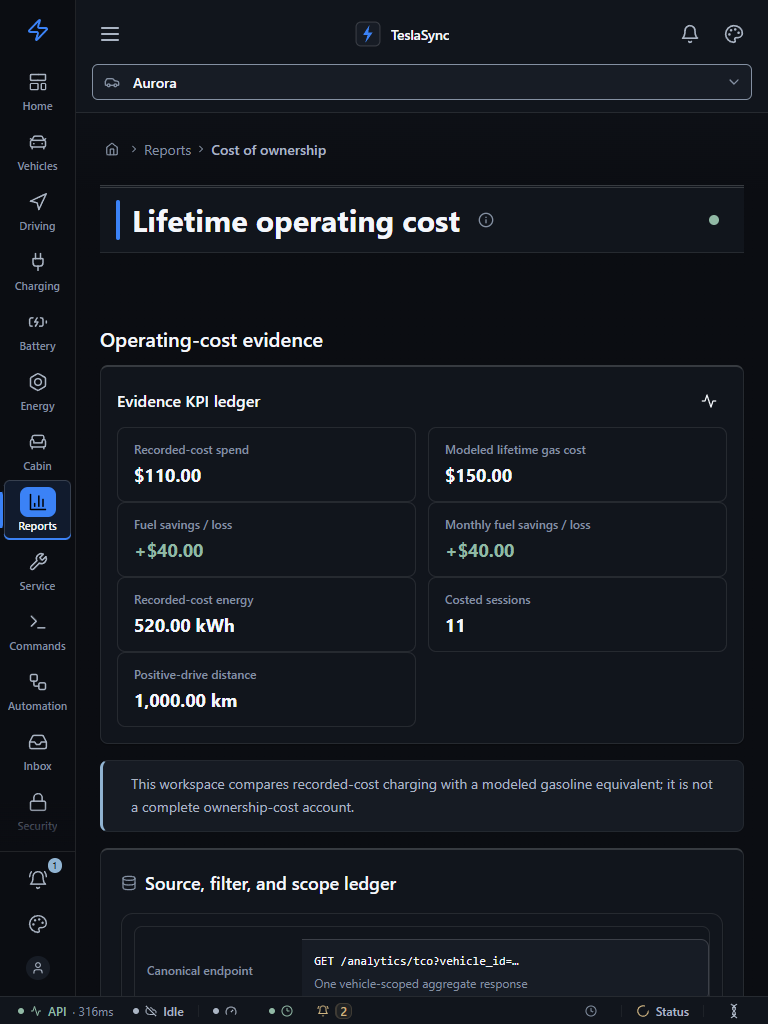 TeslaSync
Aurora
Home
Vehicles
Driving
Charging
Battery
Energy
Cabin
Reports
Service
Commands
Automation
Inbox
Security
1
Reports
Cost of ownership
Lifetime operating cost
Operating-cost evidence
Evidence KPI ledger
Recorded-cost spend
$110.00
Modeled lifetime gas cost
$150.00
Fuel savings / loss
+$40.00
Monthly fuel savings / loss
+$40.00
Recorded-cost energy
520.00 kWh
Costed sessions
11
Positive-drive distance
1,000.00 km
This workspace compares recorded-cost charging with a modeled gasoline equivalent; it is not
a complete ownership-cost account.
Source, filter, and scope ledger
Canonical endpoint
GET /analytics/tco?vehicle_id=…
One vehicle-scoped aggregate response
API · 316ms
Idle
2
Status